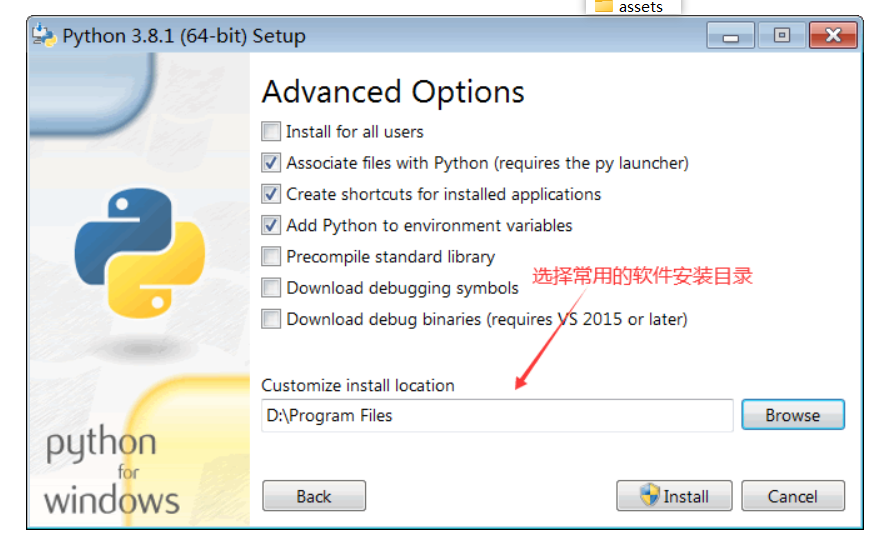 assets
Python 3.8.1 (64-bit) Setup
Advanced Options
Install for all users
Associate files with Python (requires the py launcher)
Create shortcuts for installed applications
Add Python to environment variables
Precompile standard library
选择常用的软件安装目录
Download debugging symbols
Download debug binaries (requires VS 2015 or later)
Customize install location
D:\Program Files
Browse
python
for
windows
Back
Install
Cancel